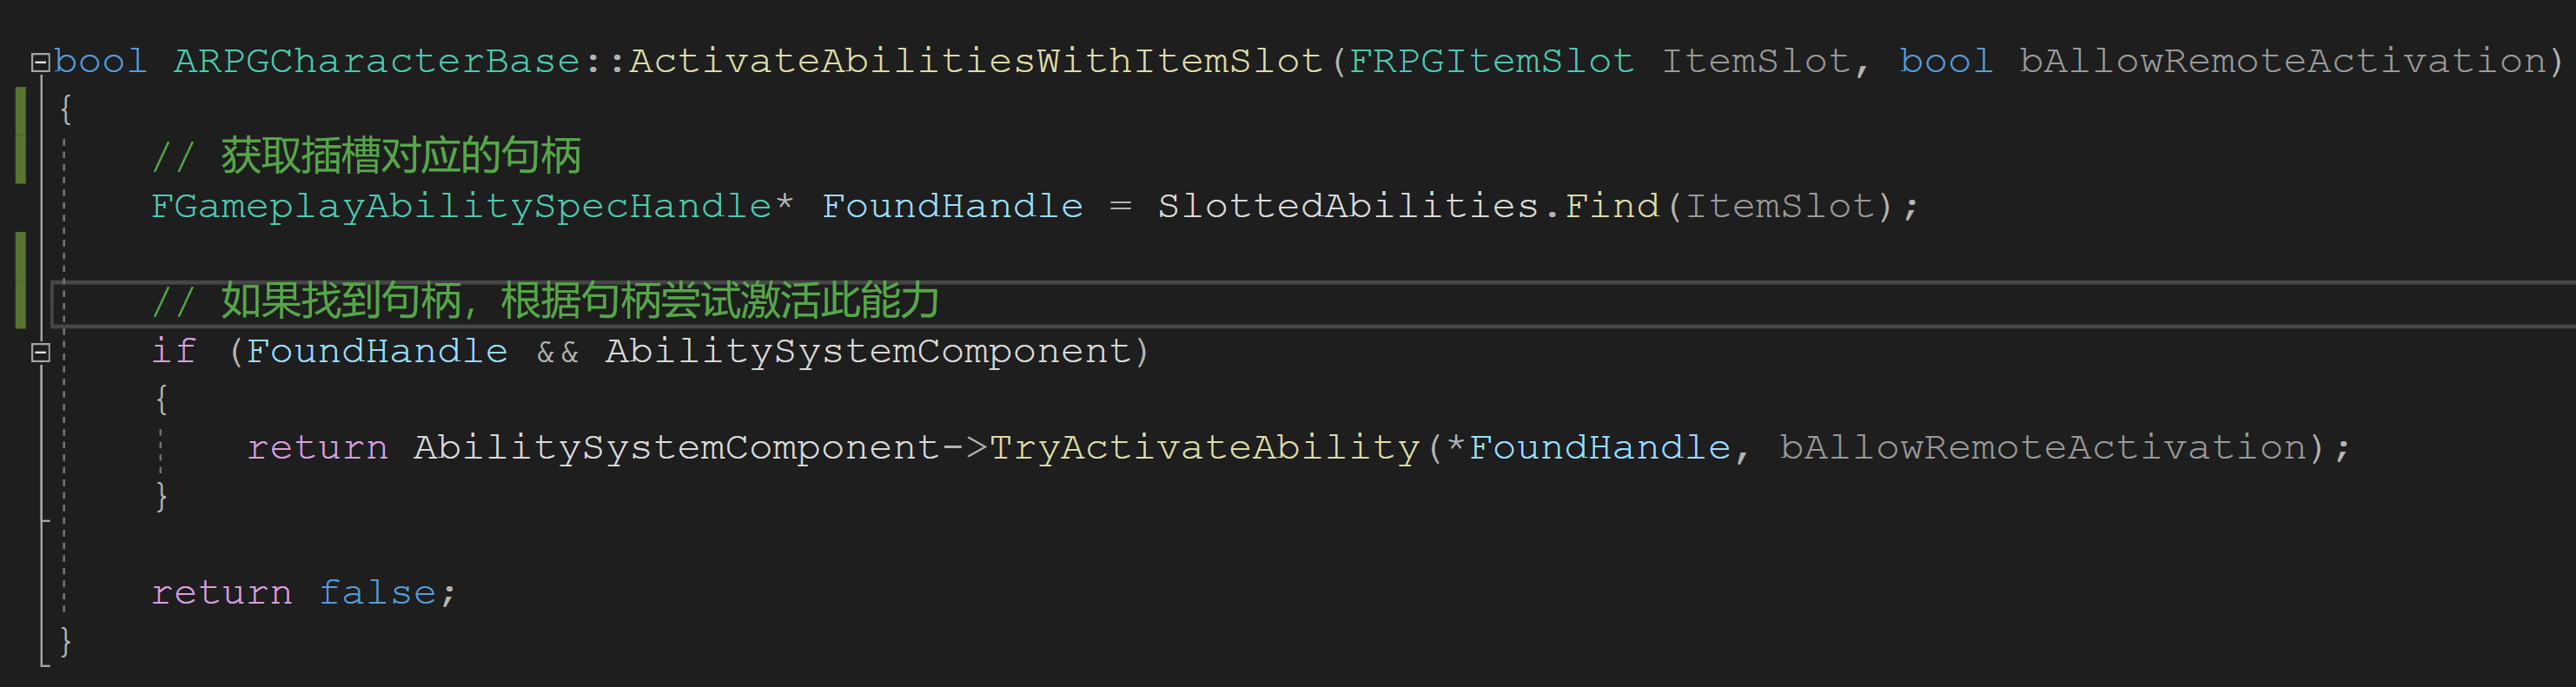 bool ARPGCharacterBase::ActivateAbilitiesWithItemSlot(FRPGItemSlot ItemSlot, bool bAllowRemoteActivation)
{
// 获取插槽对应的句柄
FGameplayAbilitySpecHandle* FoundHandle = SlottedAbilities.Find(ItemSlot);
// 如果找到句柄，根据句柄尝试激活此能力
if (FoundHandle && AbilitySystemComponent)
{
return AbilitySystemComponent->TryActivateAbility(*FoundHandle, bAllowRemoteActivation);
}
return false;
}